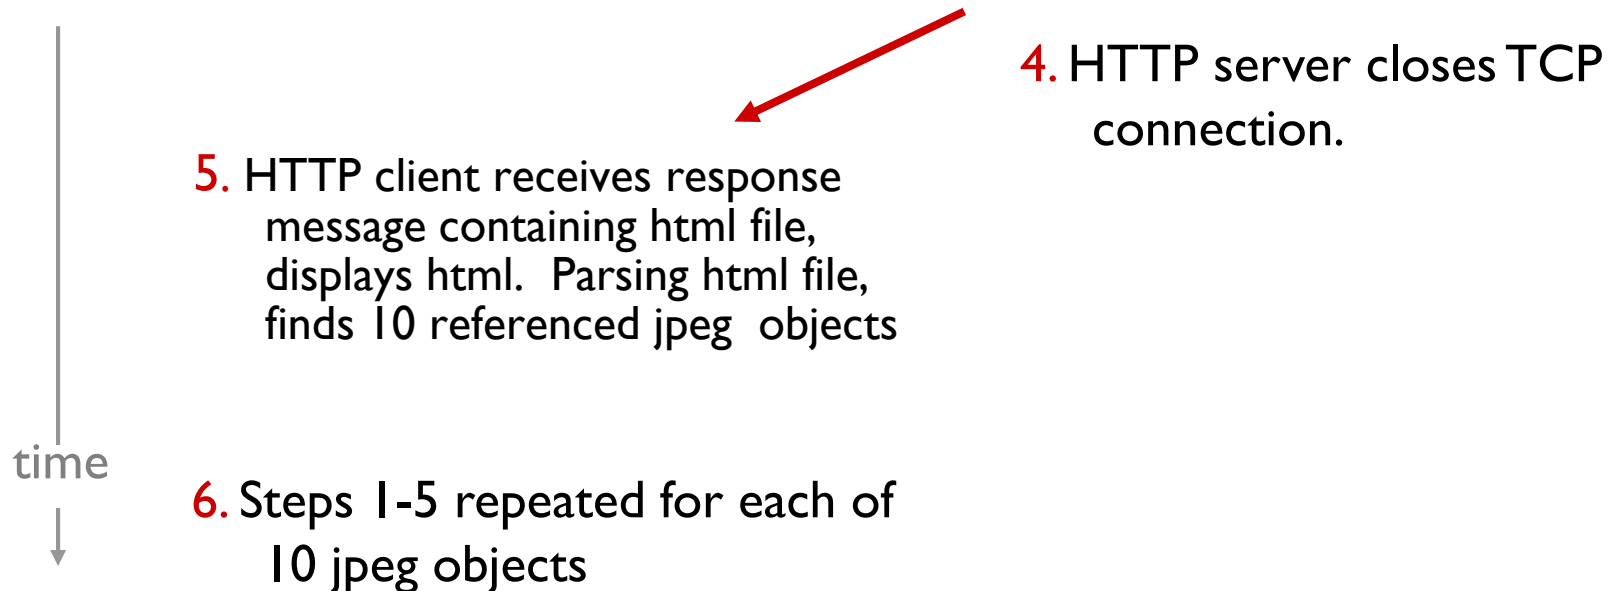 4. HTTP server closes TCP
connection.
5. HTTP client receives response
message containing html file,
displays html.  Parsing html file,
finds 10 referenced jpeg  objects
time
6. Steps 1-5 repeated for each of
10 jpeg objects